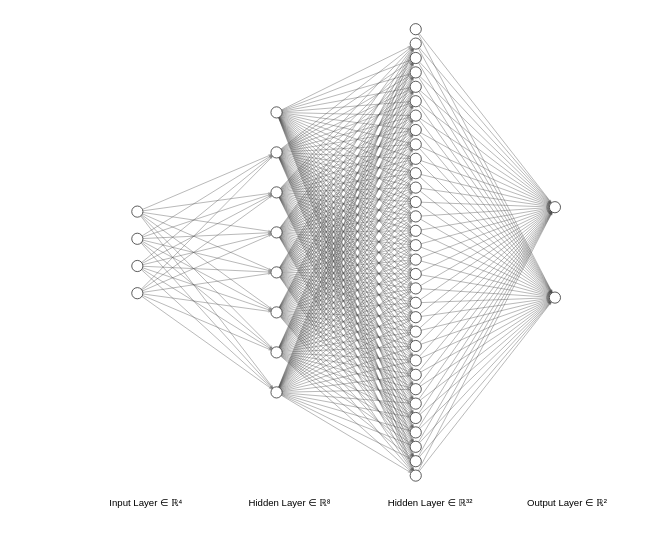 Input Layer ∈ ℝ⁴
Hidden Layer ∈ ℝ⁸
Hidden Layer ∈ ℝ³²
Output Layer ∈ ℝ²